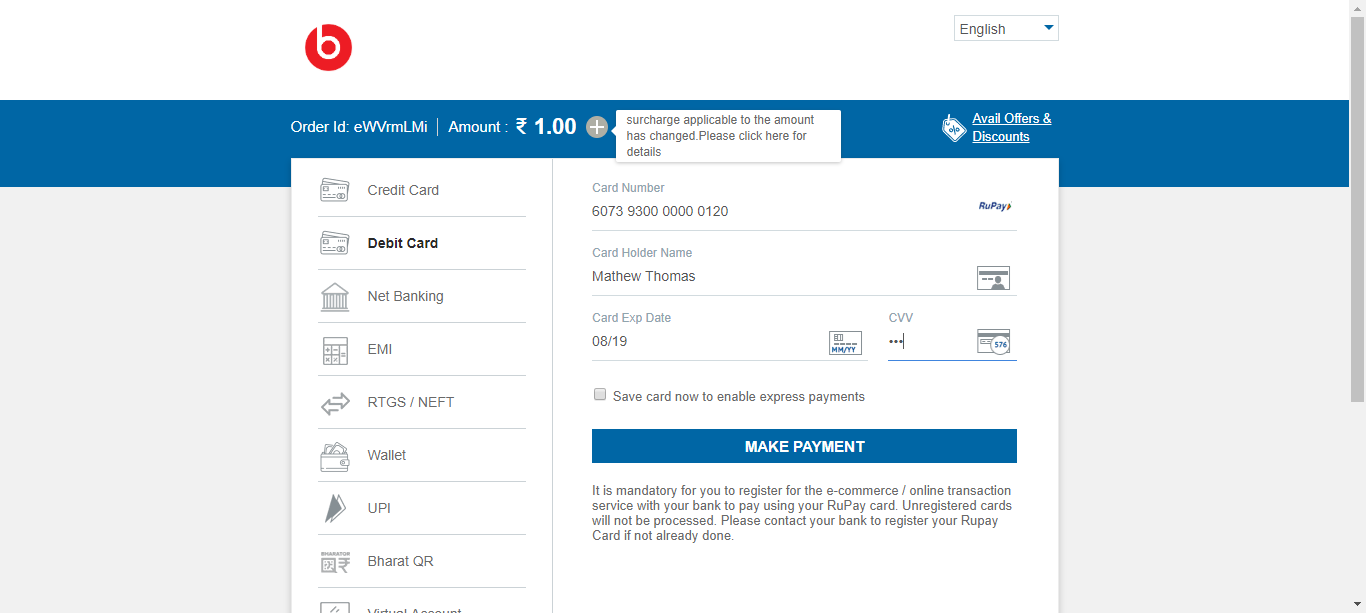 b
English
Order Id: eWVrmLMi
Amount : ₹ 1.00
surcharge applicable to the amount
has changed.Please click here for
details
Avail Offers &
Discounts
Credit Card
Debit Card
Net Banking
EMI
RTGS / NEFT
Wallet
UPI
Bharat QR
Virtual Account
Card Number
6073 9300 0000 0120
RuPay
Card Holder Name
Mathew Thomas
Card Exp Date
08/19
MM/YY
CVV
•••
576
Save card now to enable express payments
MAKE PAYMENT
It is mandatory for you to register for the e-commerce / online transaction
service with your bank to pay using your RuPay card. Unregistered cards
will not be processed. Please contact your bank to register your Rupay
Card if not already done.